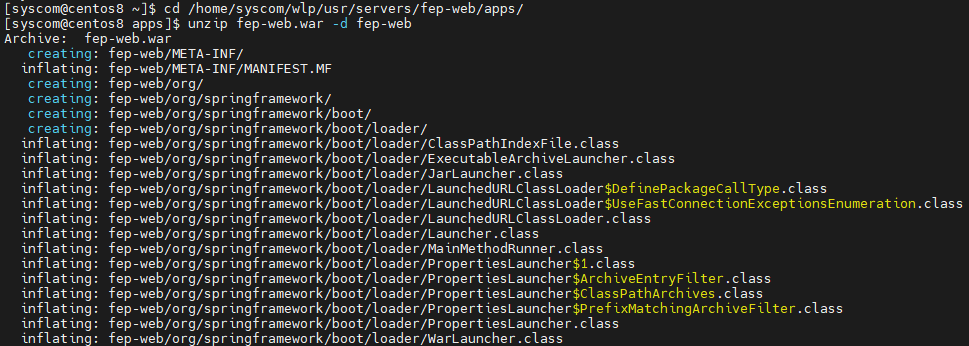 [syscom@centos8 ~]$ cd /home/syscom/wlp/usr/servers/fep-web/apps/
[syscom@centos8 apps]$ unzip fep-web.war -d fep-web
Archive:  fep-web.war
   creating: fep-web/META-INF/
  inflating: fep-web/META-INF/MANIFEST.MF
   creating: fep-web/org/
   creating: fep-web/org/springframework/
   creating: fep-web/org/springframework/boot/
   creating: fep-web/org/springframework/boot/loader/
  inflating: fep-web/org/springframework/boot/loader/ClassPathIndexFile.class
  inflating: fep-web/org/springframework/boot/loader/ExecutableArchiveLauncher.class
  inflating: fep-web/org/springframework/boot/loader/JarLauncher.class
  inflating: fep-web/org/springframework/boot/loader/LaunchedURLClassLoader$DefinePackageCallType.class
  inflating: fep-web/org/springframework/boot/loader/LaunchedURLClassLoader$UseFastConnectionExceptionsEnumeration.class
  inflating: fep-web/org/springframework/boot/loader/LaunchedURLClassLoader.class
  inflating: fep-web/org/springframework/boot/loader/Launcher.class
  inflating: fep-web/org/springframework/boot/loader/MainMethodRunner.class
  inflating: fep-web/org/springframework/boot/loader/PropertiesLauncher$1.class
  inflating: fep-web/org/springframework/boot/loader/PropertiesLauncher$ArchiveEntryFilter.class
  inflating: fep-web/org/springframework/boot/loader/PropertiesLauncher$ClassPathArchives.class
  inflating: fep-web/org/springframework/boot/loader/PropertiesLauncher$PrefixMatchingArchiveFilter.class
  inflating: fep-web/org/springframework/boot/loader/PropertiesLauncher.class
  inflating: fep-web/org/springframework/boot/loader/WarLauncher.class